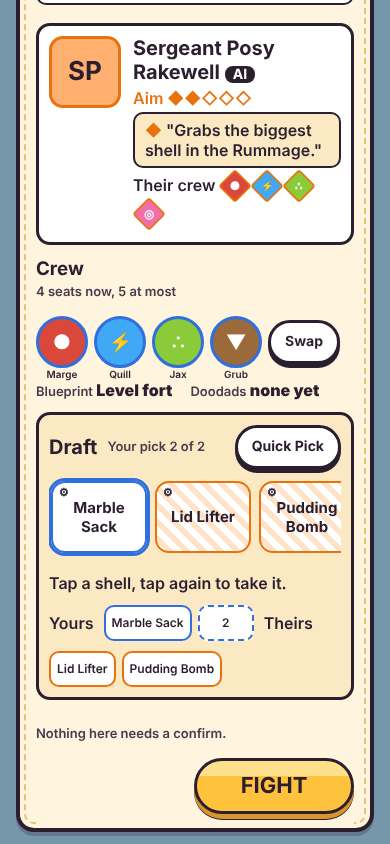 SP
Sergeant Posy
Rakewell AI
Aim
"Grabs the biggest
shell in the Rummage."
Their crew
Crew
4 seats now, 5 at most
Marge Quill Jax Grub Swap
Blueprint Level fort Doodads none yet
Draft Your pick 2 of 2 Quick Pick
Marble
Sack
Lid Lifter
Pudding
Bomb
Tap a shell, tap again to take it.
Yours Marble Sack 2 Theirs
Lid Lifter Pudding Bomb
Nothing here needs a confirm.
FIGHT